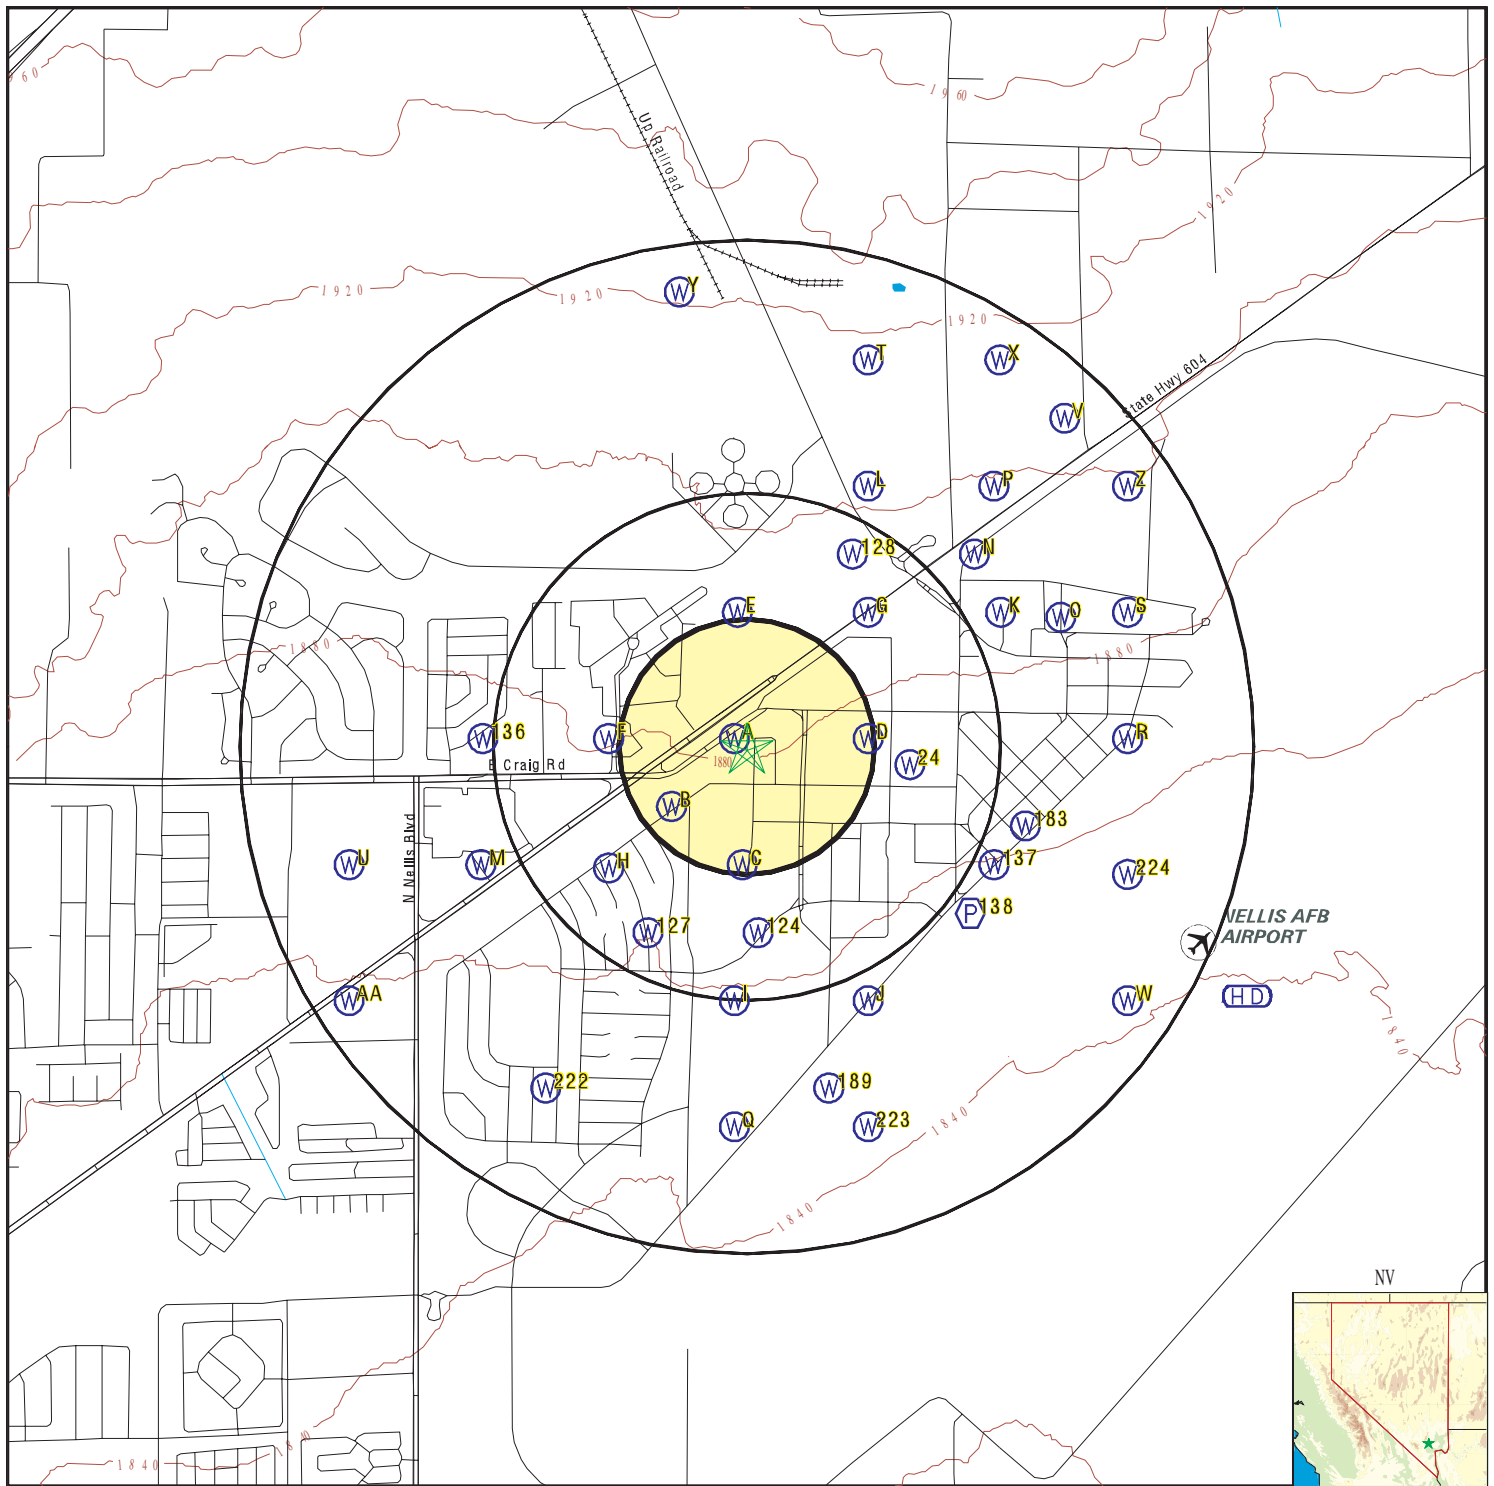 960
1960
Up Railroad
1920
1920
1920
1920
W Y
W T
W X
State Hwy 604
W V
W L
W P
W Z
W 128
W N
W E
W G
W K
W O
W S
1880
1880
W 136
W F
W A
W D
W R
E Craig Rd
1880
W 24
W B
N Nellis Blvd
W 183
W U
W M
W H
W C
W 137
W 224
P 138
NELLIS AFB
AIRPORT
W 127
W 124
W AA
W I
W J
W W
HD
1840
W 222
W 189
W Q
W 223
1840
1840
NV
1840
1840